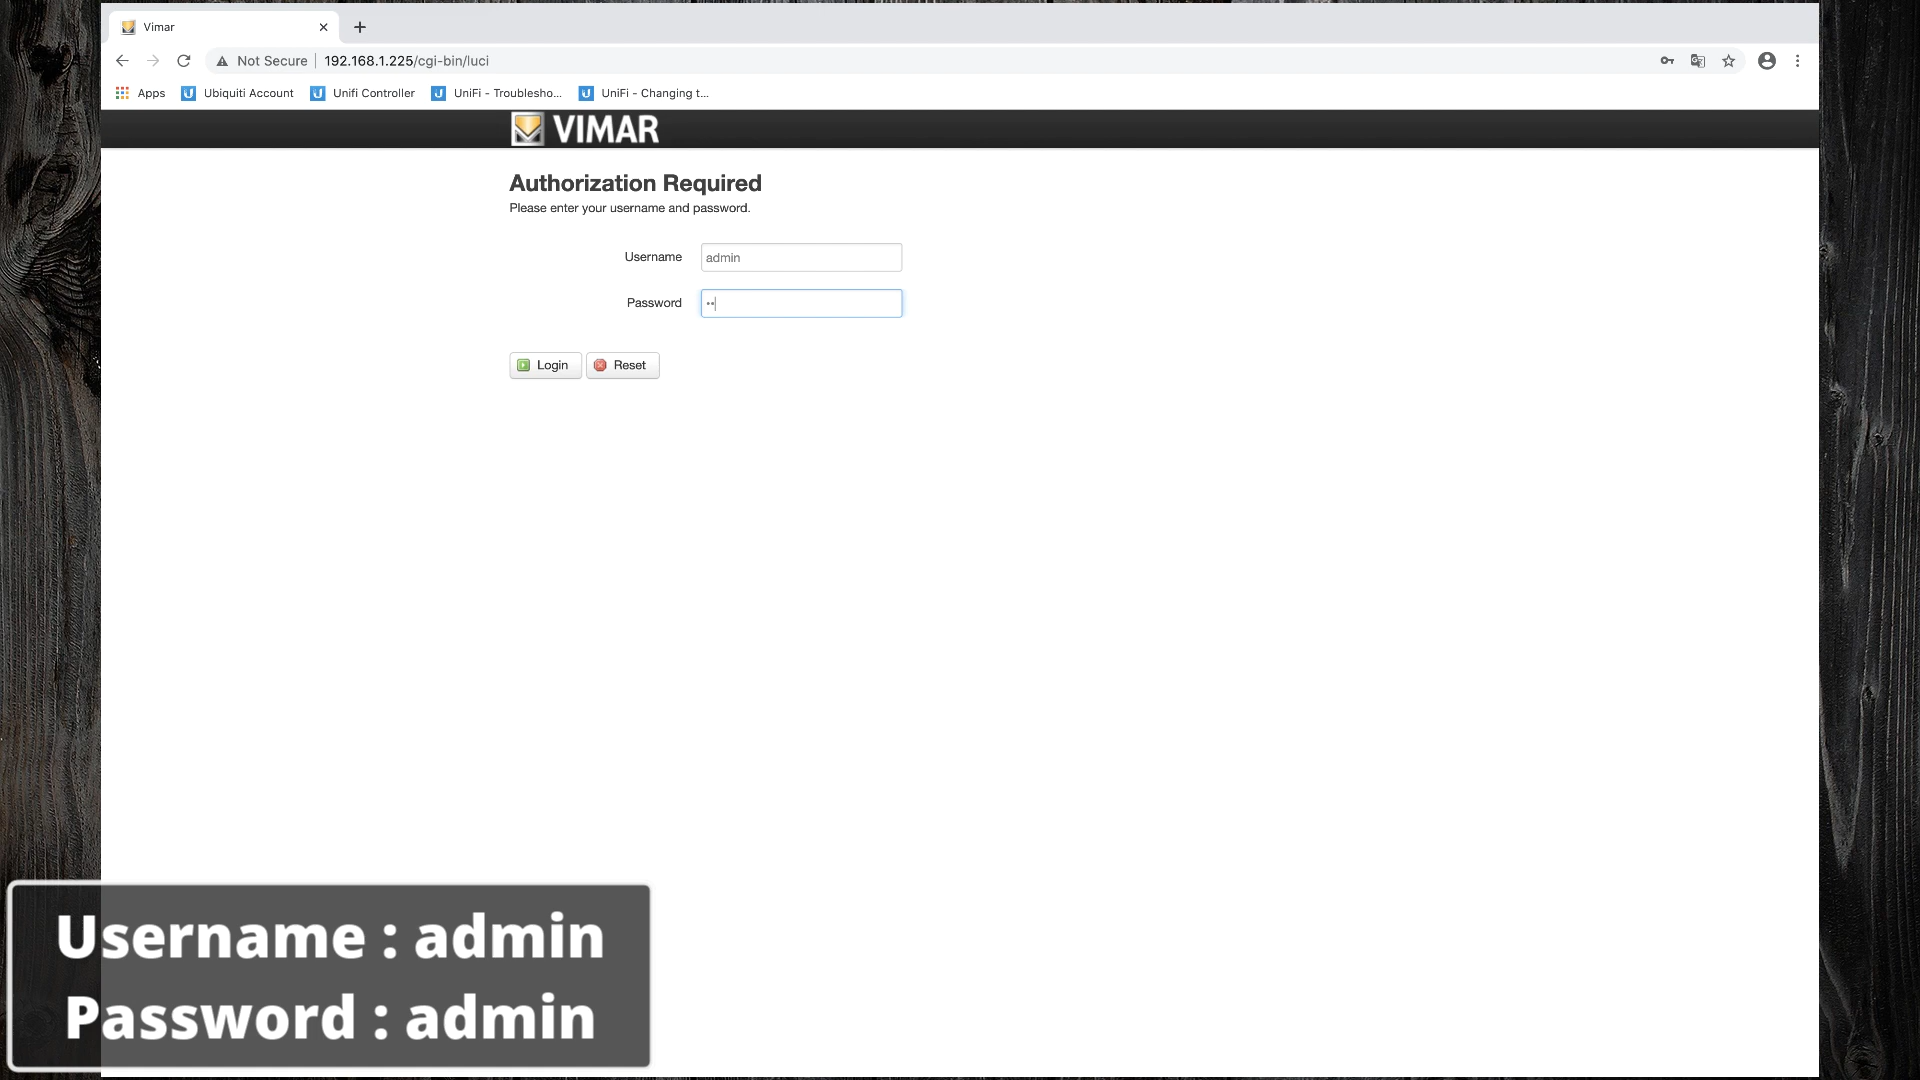 Vimar
Not Secure 192.168.1.225/cgi-bin/luci
Apps Ubiquiti Account Unifi Controller UniFi - Troublesho... UniFi - Changing t...
VIMAR
Authorization Required
Please enter your username and password.
Username admin
Password ••
Login Reset
Username : admin
Password : admin